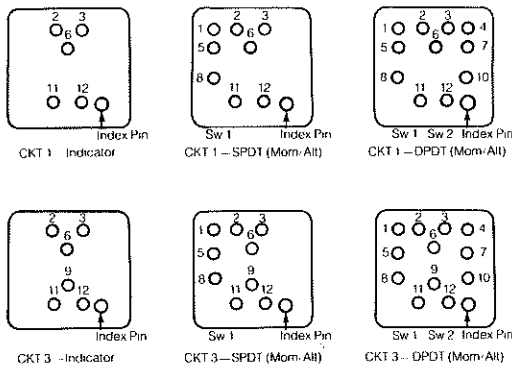 2 3 1 2 3 1 2 3 4
6 5 6 5 6 7
8 8 10
11 12 11 12 11 12
Index Pin Sw 1 Index Pin Sw 1 Sw 2 Index Pin
CKT 1 - Indicator CKT 1 - SPDT (Mom/Alt) CKT 1 - DPDT (Mom/Alt)
2 3 1 2 3 1 2 3 4
6 5 6 5 6 7
9 8 9 8 9 10
11 12 11 12 11 12
Index Pin Sw 1 Index Pin Sw 1 Sw 2 Index Pin
CKT 3 - Indicator CKT 3 - SPDT (Mom/Alt) CKT 3 - DPDT (Mom/Alt)